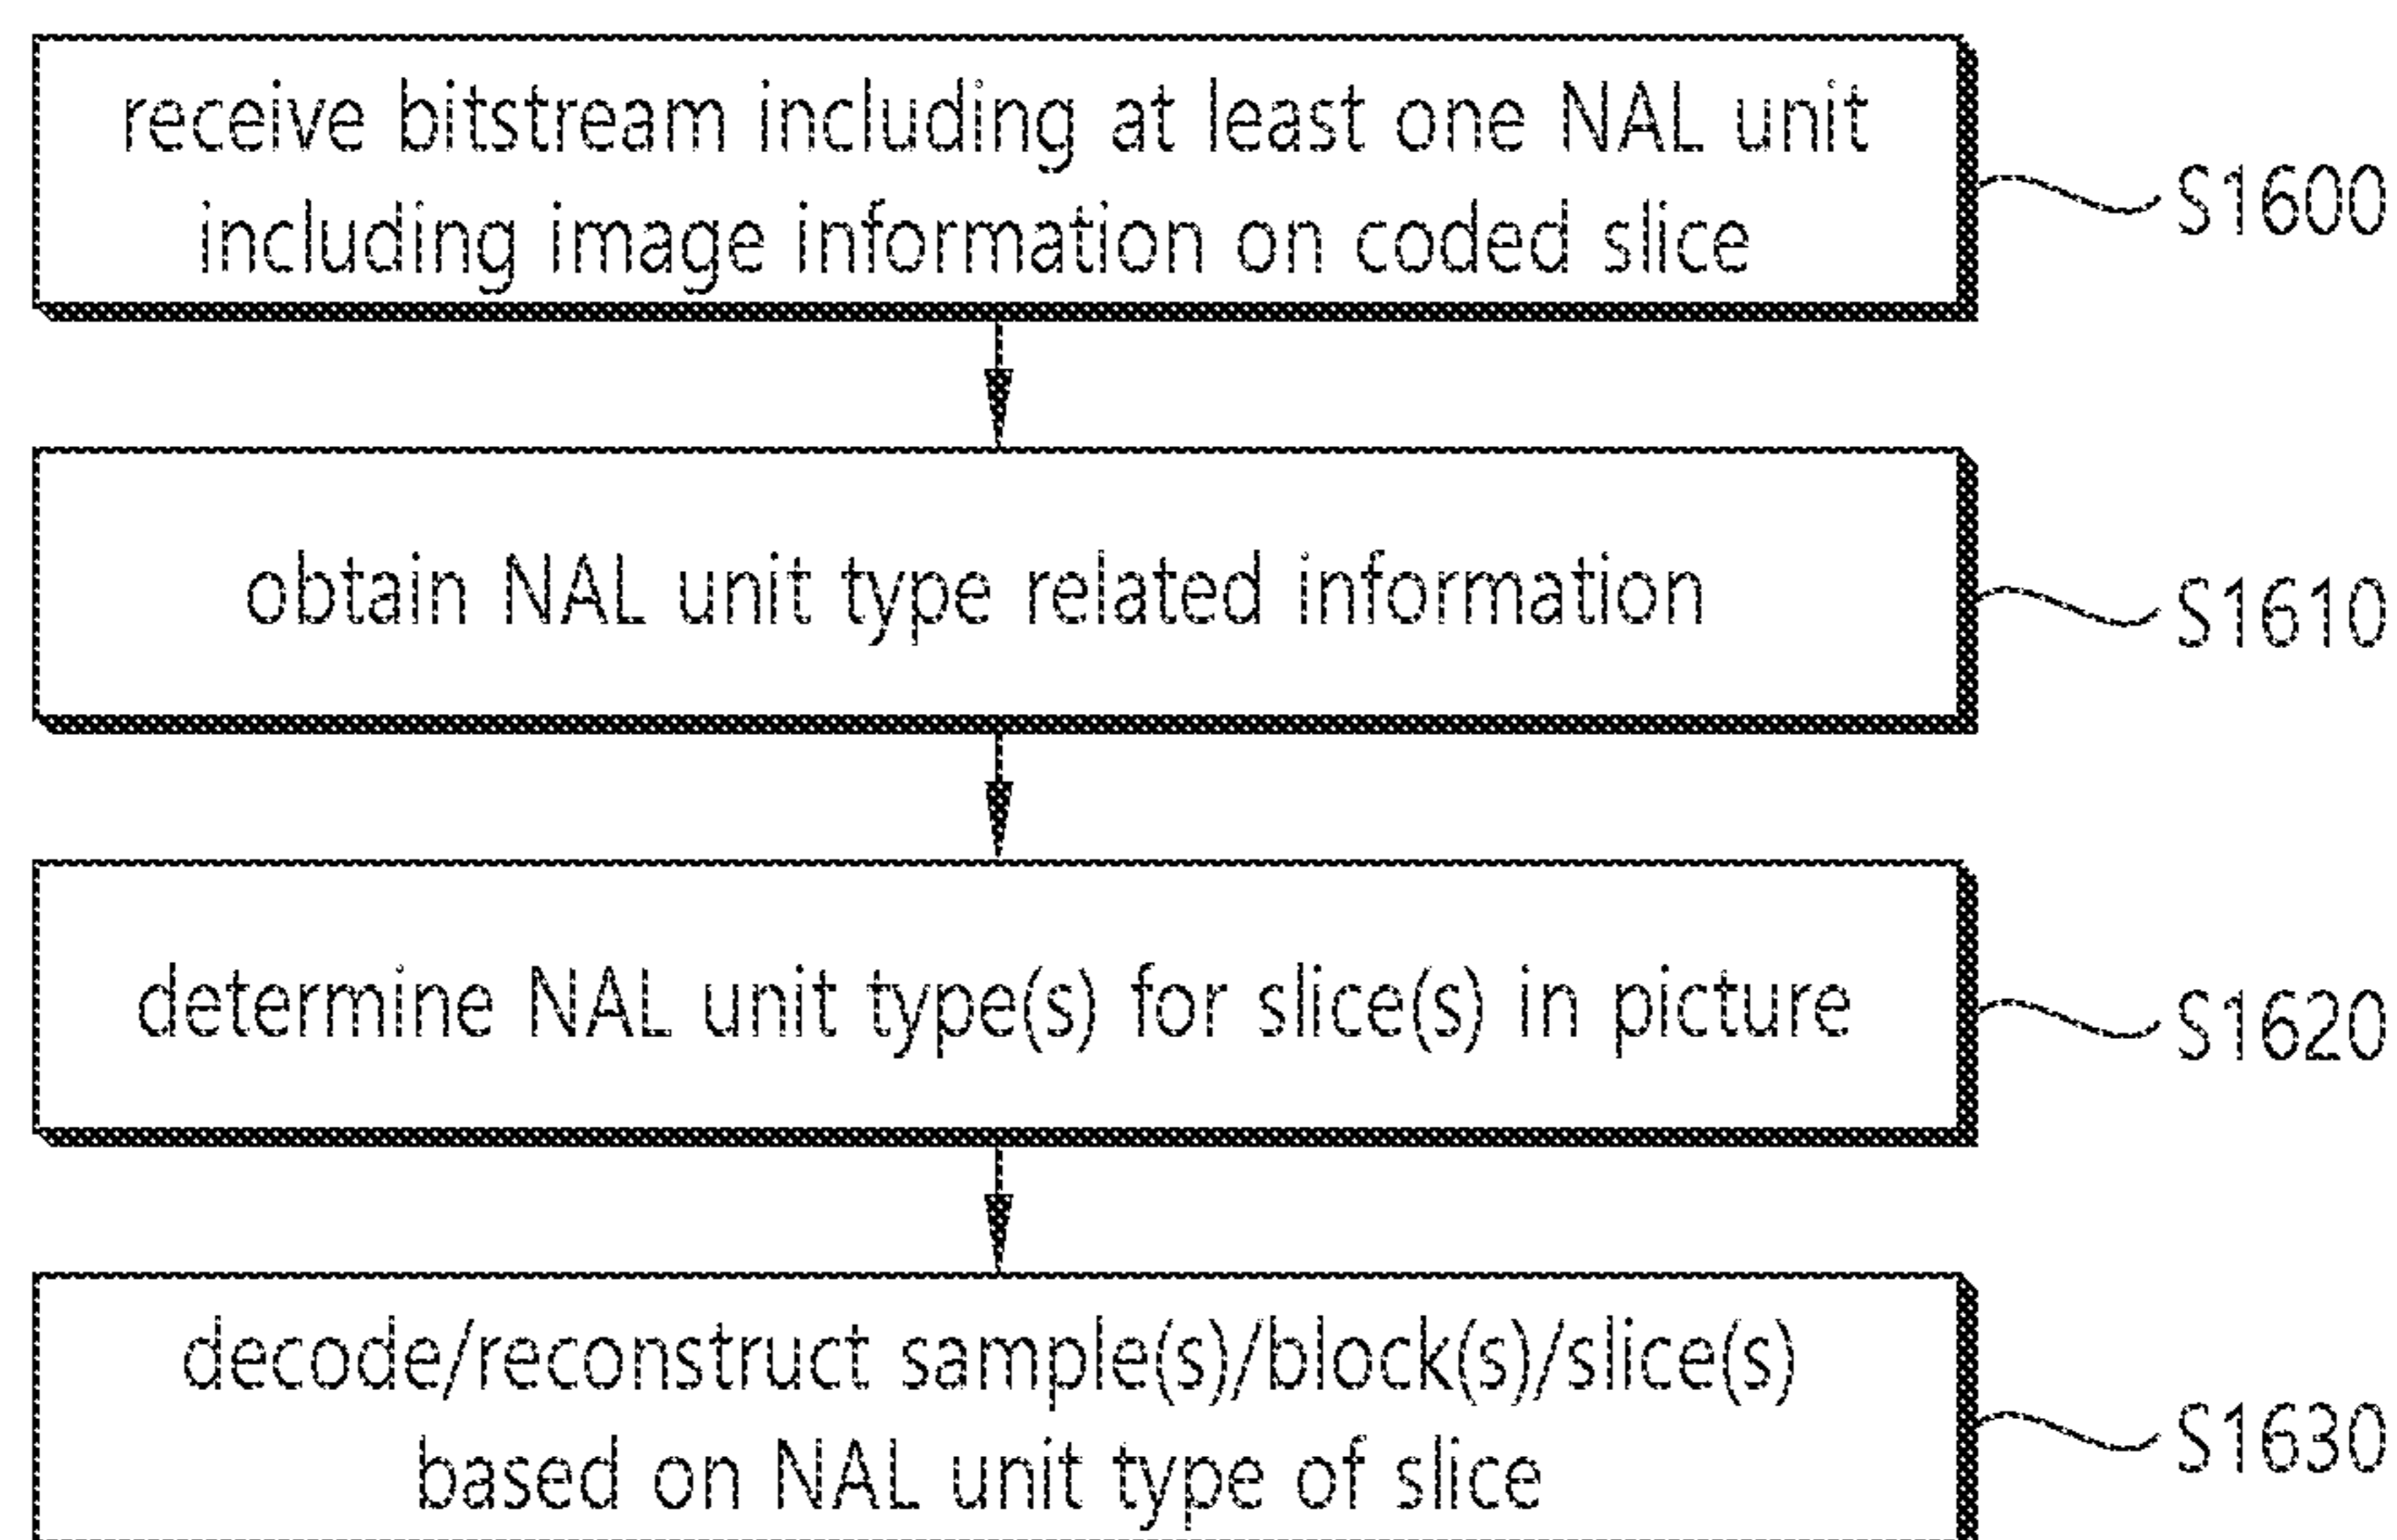 receive bitstream including at least one NAL unit
including image information on coded slice
S1600
obtain NAL unit type related information
S1610
determine NAL unit type(s) for slice(s) in picture
S1620
decode/reconstruct sample(s)/block(s)/slice(s)
based on NAL unit type of slice
S1630